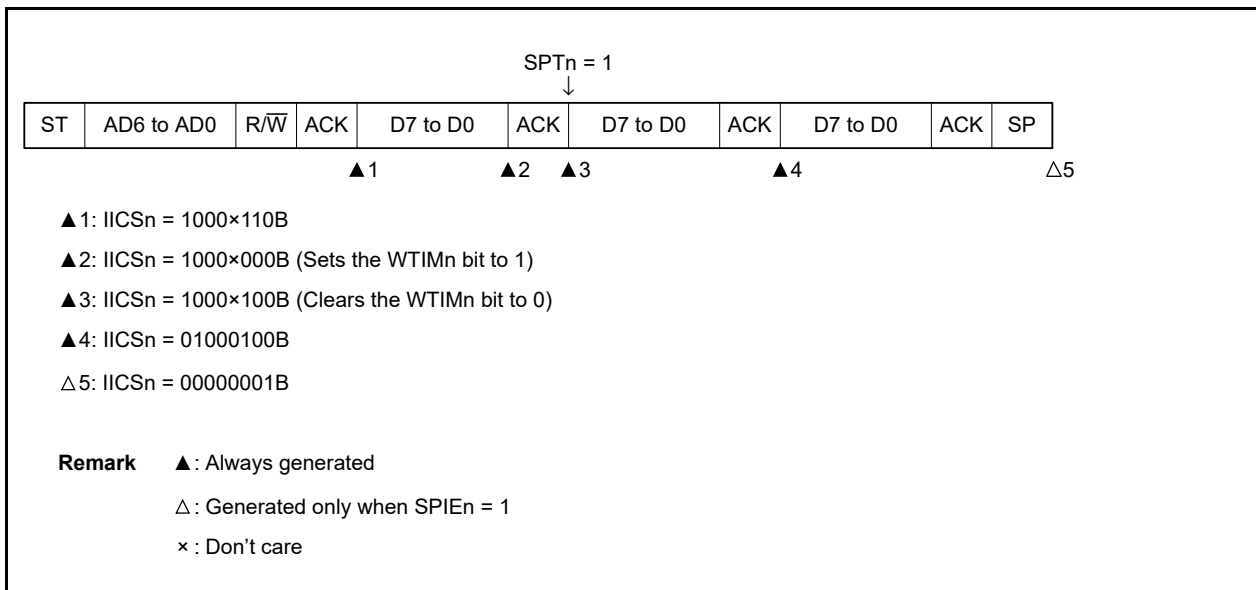 SPTn = 1
↓
ST AD6 to AD0 R/W̅ ACK D7 to D0 ACK D7 to D0 ACK D7 to D0 ACK SP
▲1 ▲2 ▲3 ▲4 △5
▲1: IICSn = 1000×110B
▲2: IICSn = 1000×000B (Sets the WTIMn bit to 1)
▲3: IICSn = 1000×100B (Clears the WTIMn bit to 0)
▲4: IICSn = 01000100B
△5: IICSn = 00000001B
Remark ▲: Always generated
△: Generated only when SPIEn = 1
×: Don’t care